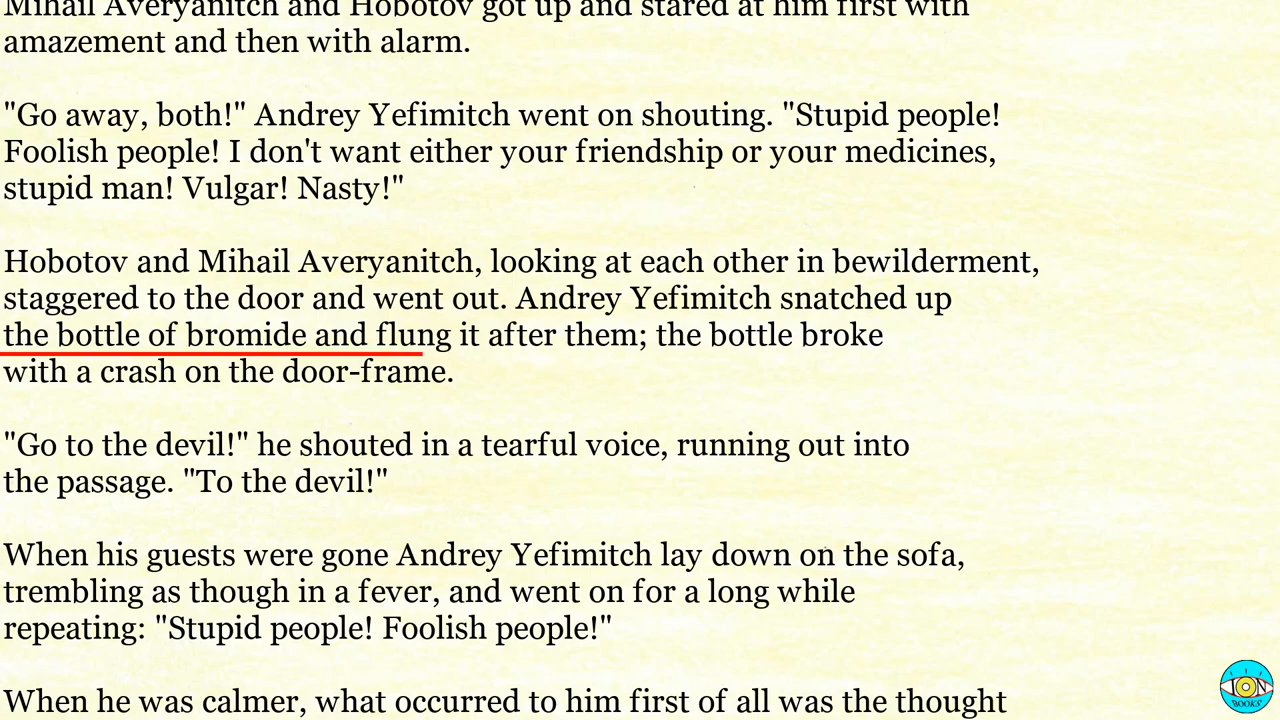 Mihail Averyanitch and Hobotov got up and stared at him first with
amazement and then with alarm.
"Go away, both!" Andrey Yefimitch went on shouting. "Stupid people!
Foolish people! I don't want either your friendship or your medicines,
stupid man! Vulgar! Nasty!"
Hobotov and Mihail Averyanitch, looking at each other in bewilderment,
staggered to the door and went out. Andrey Yefimitch snatched up
the bottle of bromide and flung it after them; the bottle broke
with a crash on the door-frame.
"Go to the devil!" he shouted in a tearful voice, running out into
the passage. "To the devil!"
When his guests were gone Andrey Yefimitch lay down on the sofa,
trembling as though in a fever, and went on for a long while
repeating: "Stupid people! Foolish people!"
When he was calmer, what occurred to him first of all was the thought
ION
BOOKS